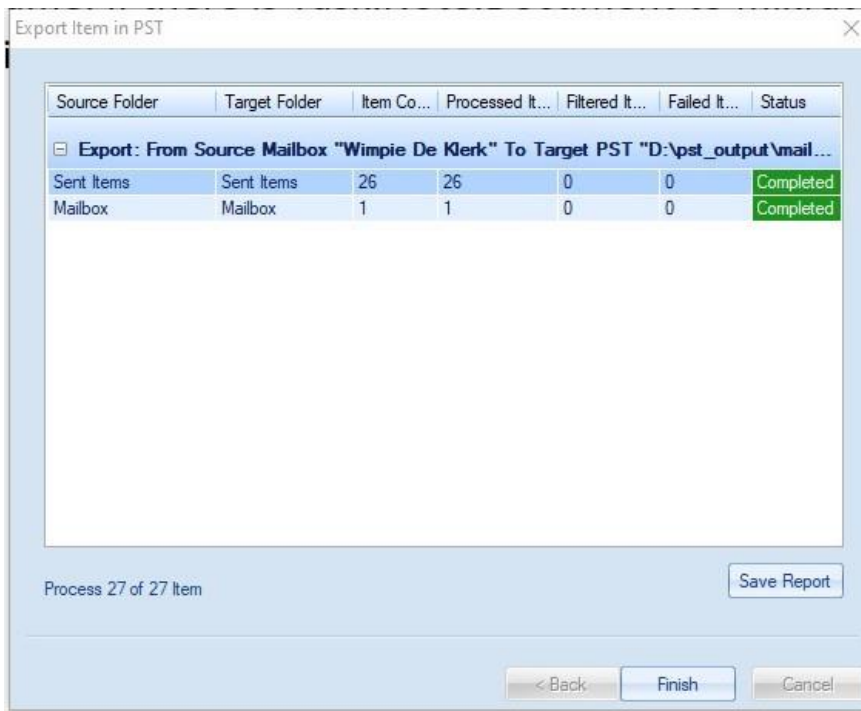 Export Item in PST
Source Folder Target Folder Item Co... Processed It... Filtered It... Failed It... Status
Export: From Source Mailbox "Wimpie De Klerk" To Target PST "D:\pst_output\mail...
Sent Items Sent Items 26 26 0 0 Completed
Mailbox Mailbox 1 1 0 0 Completed
Process 27 of 27 Item
Save Report
< Back Finish Cancel